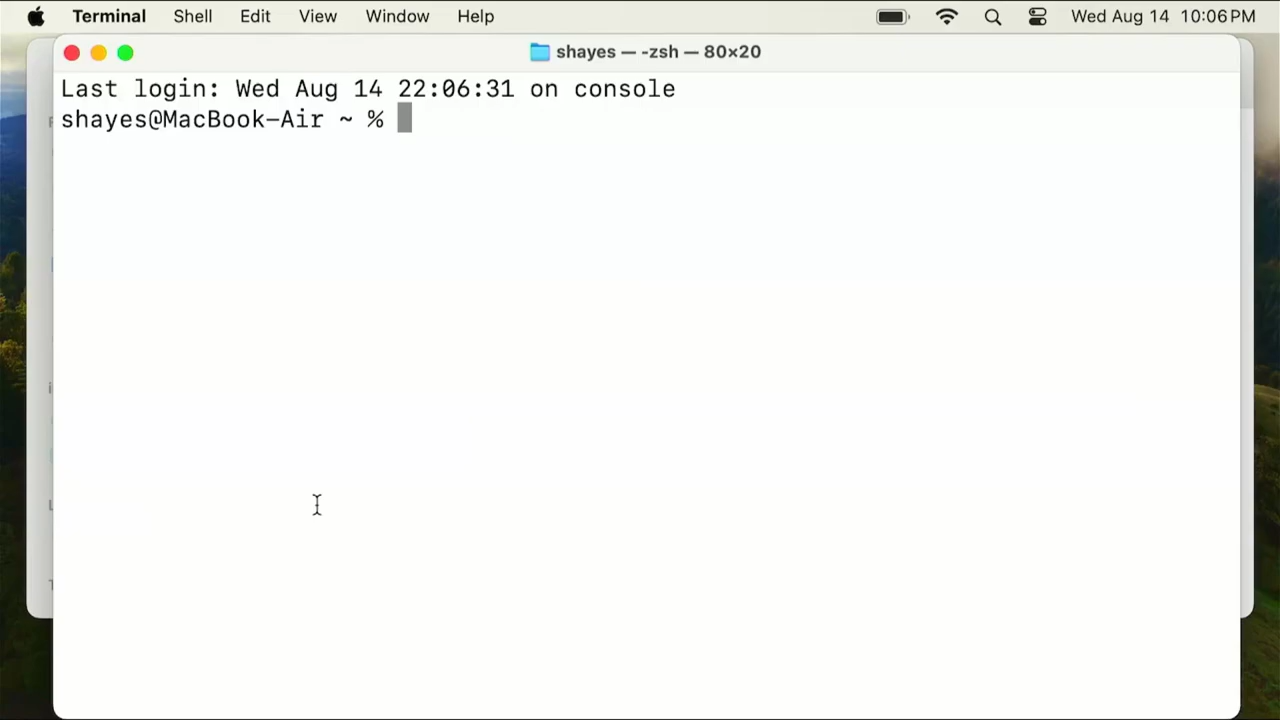 Terminal Shell Edit View Window Help Wed Aug 14 10:06 PM
shayes — -zsh — 80×20
Last login: Wed Aug 14 22:06:31 on console
shayes@MacBook-Air ~ %